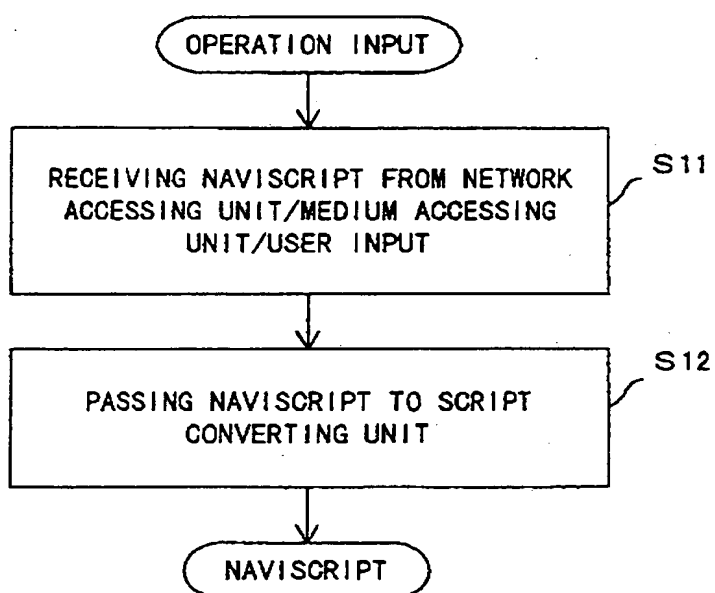 OPERATION INPUT
RECEIVING NAVISCRIPT FROM NETWORK
ACCESSING UNIT/MEDIUM ACCESSING
UNIT/USER INPUT
S11
PASSING NAVISCRIPT TO SCRIPT
CONVERTING UNIT
S12
NAVISCRIPT